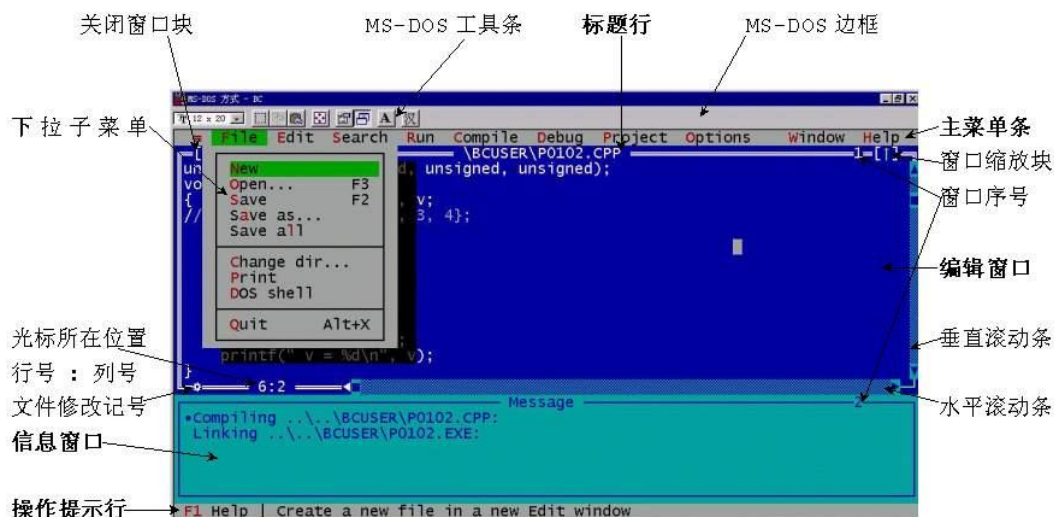 关闭窗口块 MS-DOS 工具条 标题行 MS-DOS 边框
MS-DOS 方式 - BC
12 x 20 A 汉
下拉子菜单
File Edit Search Run Compile Debug Project Options Window Help
主菜单条
\BCUSER\P0102.CPP 1
窗口缩放块
un d, unsigned, unsigned);
New
vo
Open... F3
窗口序号
{ v;
Save F2
// , 3, 4};
Save as...
Save all
Change dir...
编辑窗口
Print
DOS shell
Quit Alt+X
光标所在位置
垂直滚动条
printf(" v = %d\n", v);
行号 : 列号
}
6:2
文件修改记号
Message 2
水平滚动条
•Compiling ..\..\BCUSER\P0102.CPP:
Linking ..\..\BCUSER\P0102.EXE:
信息窗口
操作提示行
F1 Help | Create a new file in a new Edit window